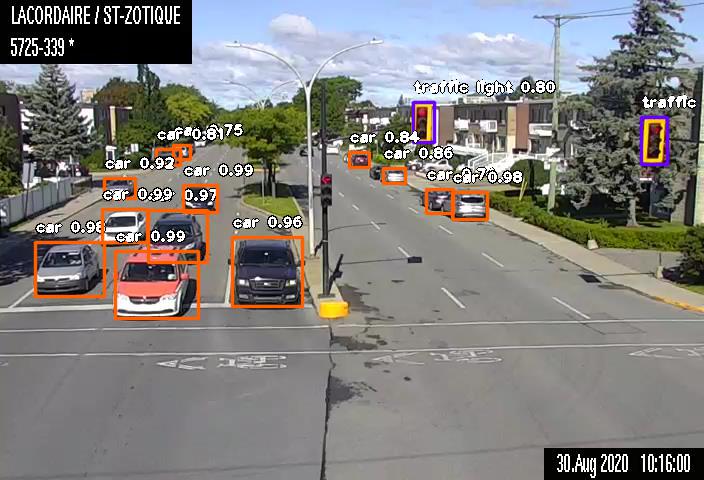 LACORDAIRE / ST-ZOTIQUE
5725-339 *
traffic light 0.80
traffic
car 0.84
car 0.86
car 0.98
car 0.92
car 0.99
0.99
0.97
car 0.98
car 0.96
car 0.99
30.Aug 2020 10:16:00